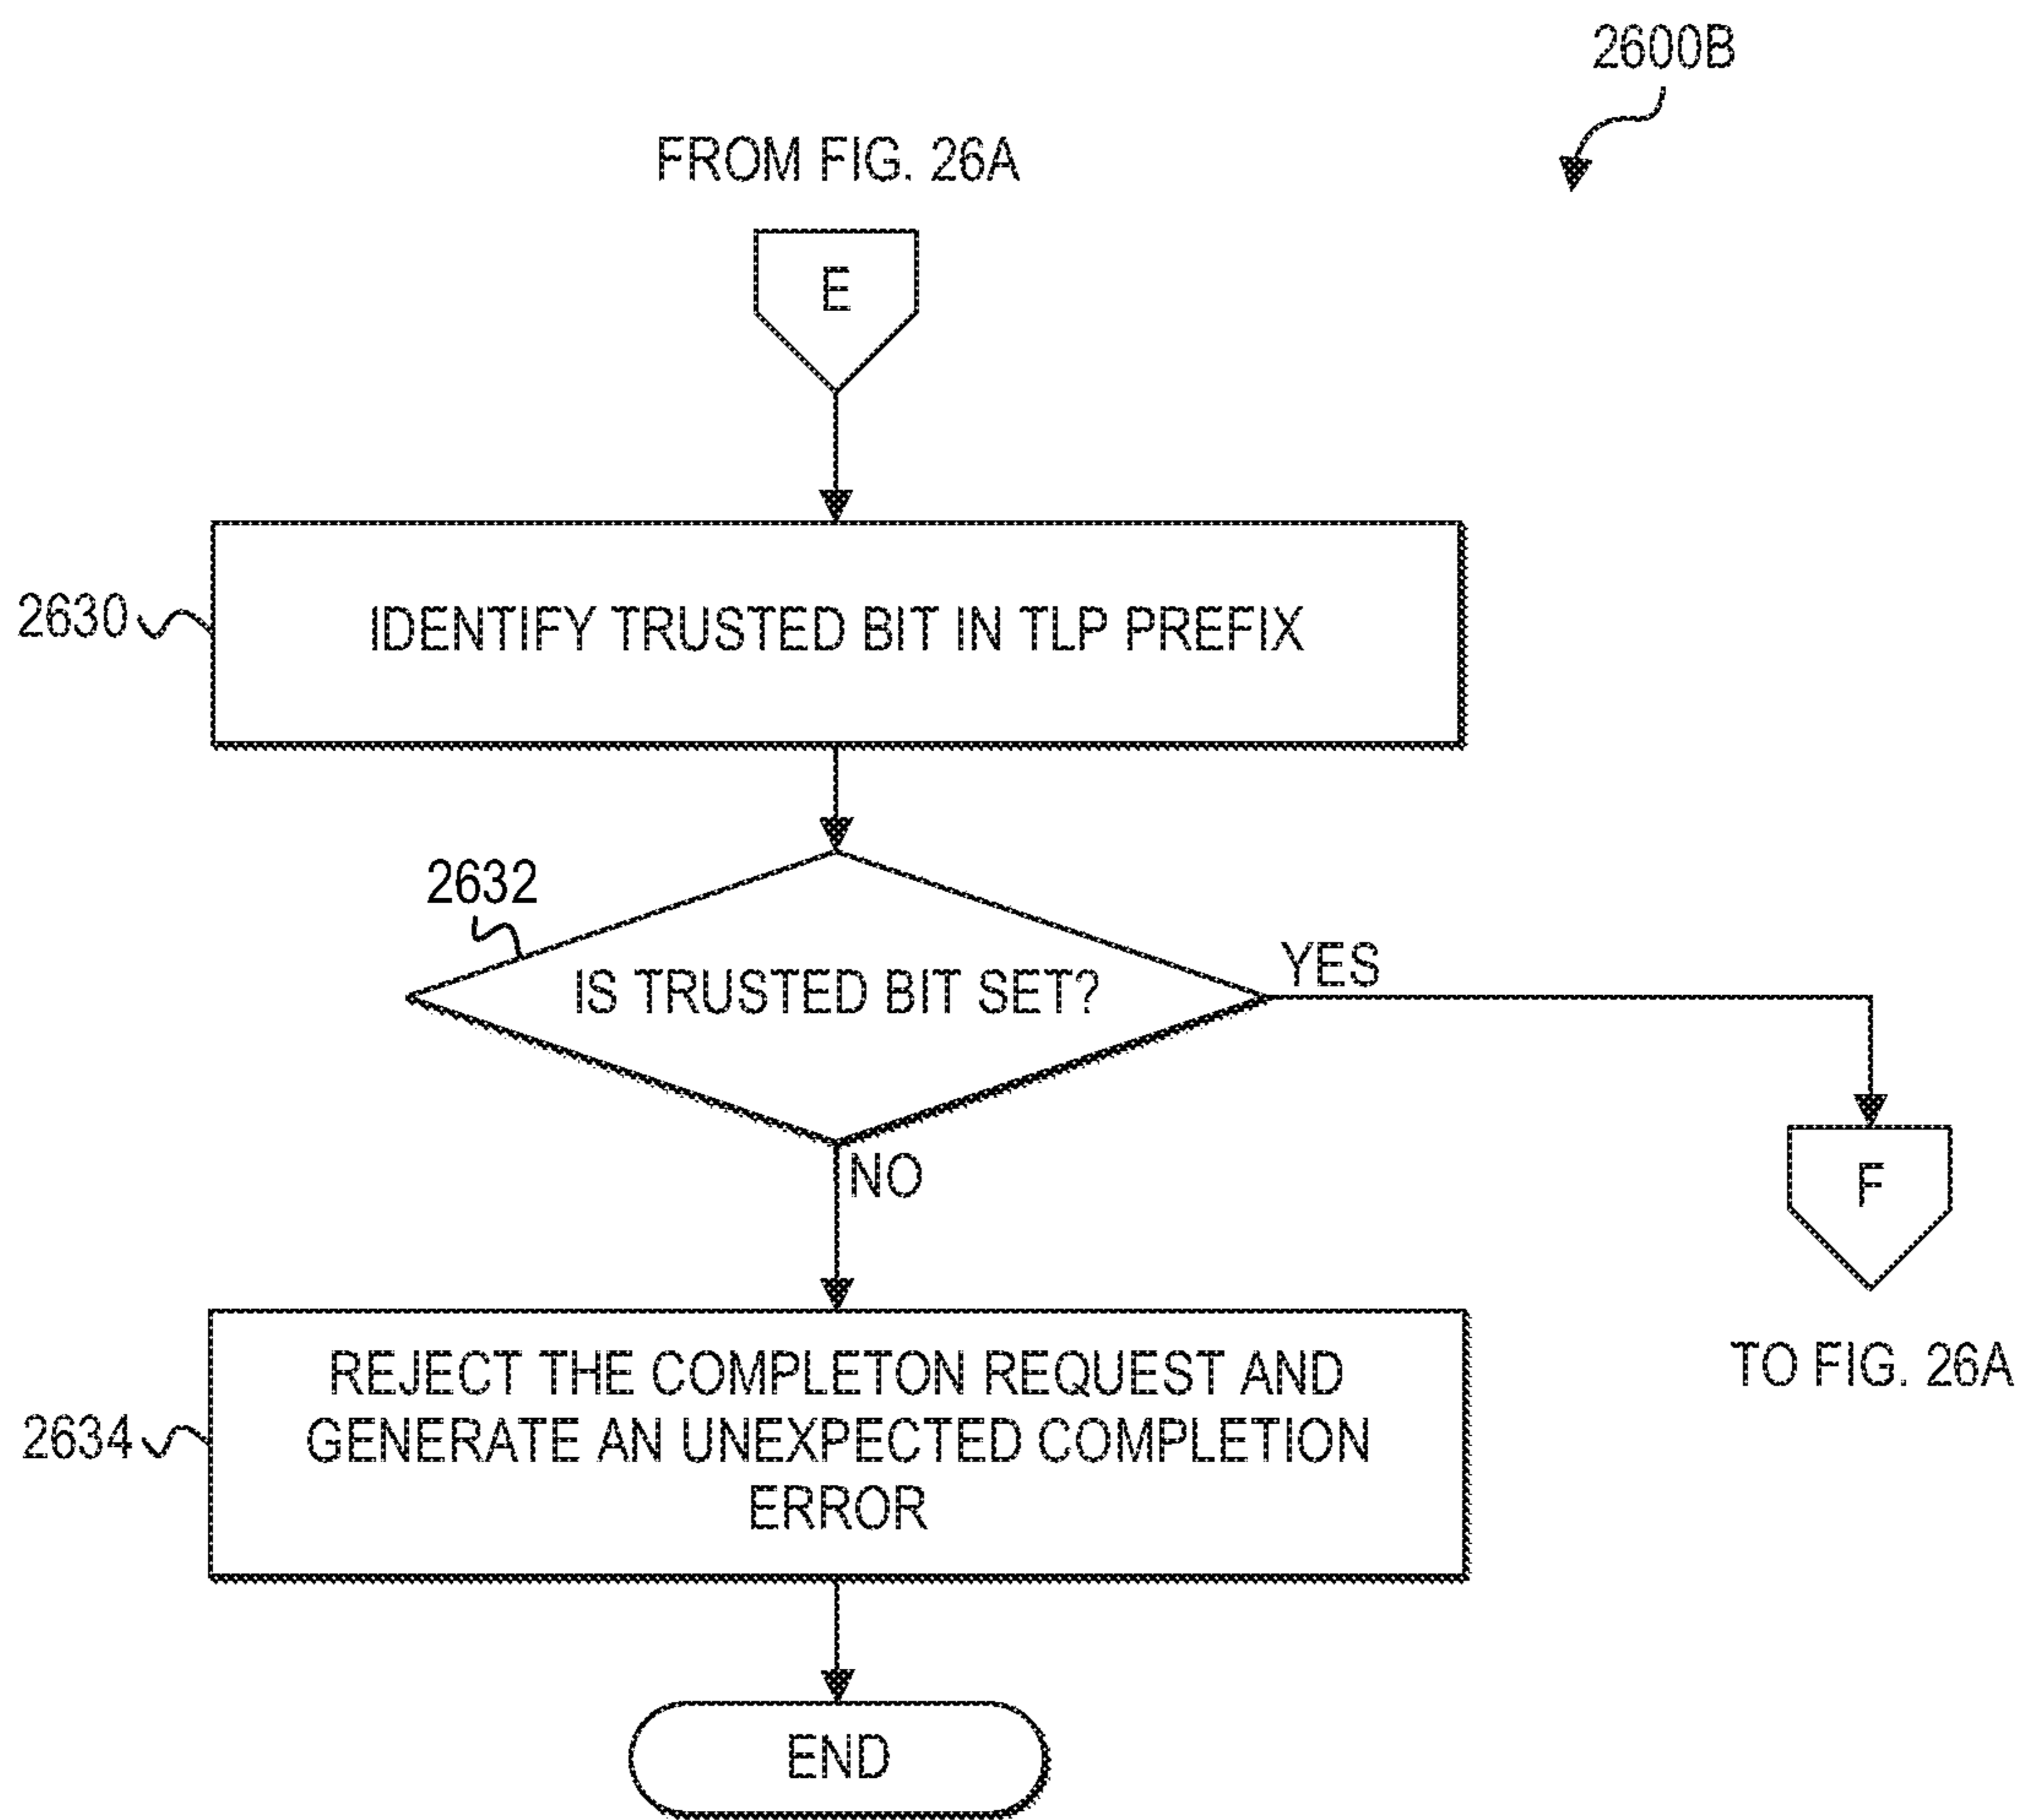 2600B
FROM FIG. 26A
E
2630
IDENTIFY TRUSTED BIT IN TLP PREFIX
2632
IS TRUSTED BIT SET?
YES
NO
F
TO FIG. 26A
2634
REJECT THE COMPLETON REQUEST AND
GENERATE AN UNEXPECTED COMPLETION
ERROR
END